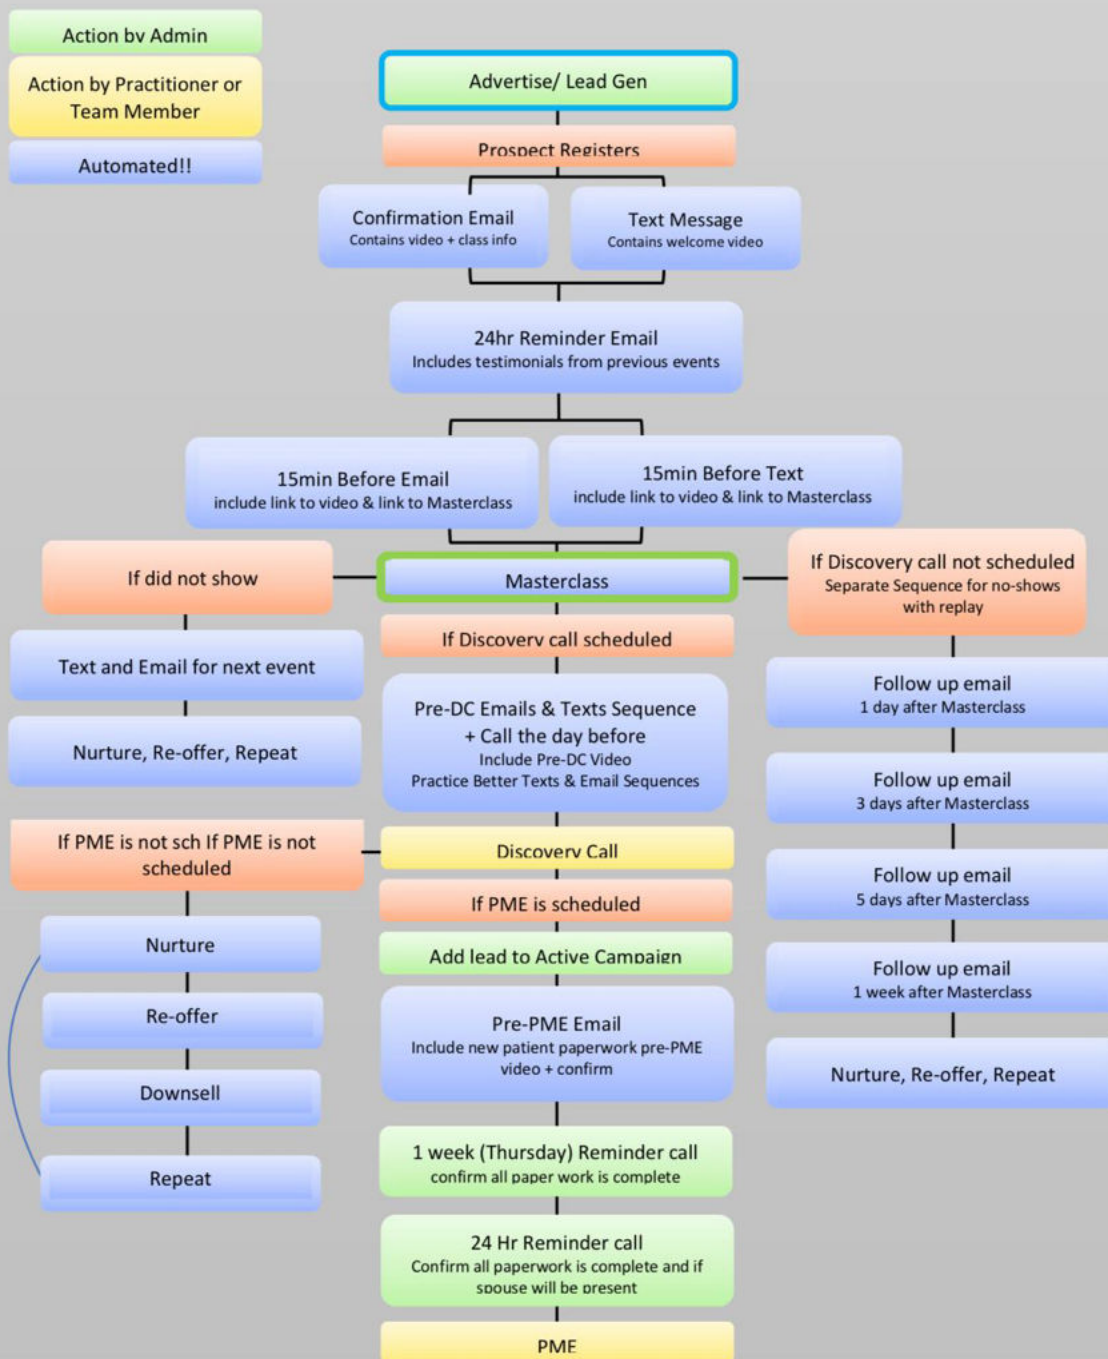 Action by Admin
Action by Practitioner or
Team Member
Automated!!
Advertise/ Lead Gen
Prospect Registers
Confirmation Email
Contains video + class info
Text Message
Contains welcome video
24hr Reminder Email
Includes testimonials from previous events
15min Before Email
include link to video & link to Masterclass
15min Before Text
include link to video & link to Masterclass
If did not show
Masterclass
If Discovery call not scheduled
Separate Sequence for no-shows
with replay
Text and Email for next event
Nurture, Re-offer, Repeat
If Discovery call scheduled
Pre-DC Emails & Texts Sequence
+ Call the day before
Include Pre-DC Video
Practice Better Texts & Email Sequences
Follow up email
1 day after Masterclass
Follow up email
3 days after Masterclass
Follow up email
5 days after Masterclass
Follow up email
1 week after Masterclass
Nurture, Re-offer, Repeat
If PME is not sch If PME is not
scheduled
Discovery Call
Nurture
Re-offer
Downsell
Repeat
If PME is scheduled
Add lead to Active Campaign
Pre-PME Email
Include new patient paperwork pre-PME
video + confirm
1 week (Thursday) Reminder call
confirm all paper work is complete
24 Hr Reminder call
Confirm all paperwork is complete and if
spouse will be present
PME